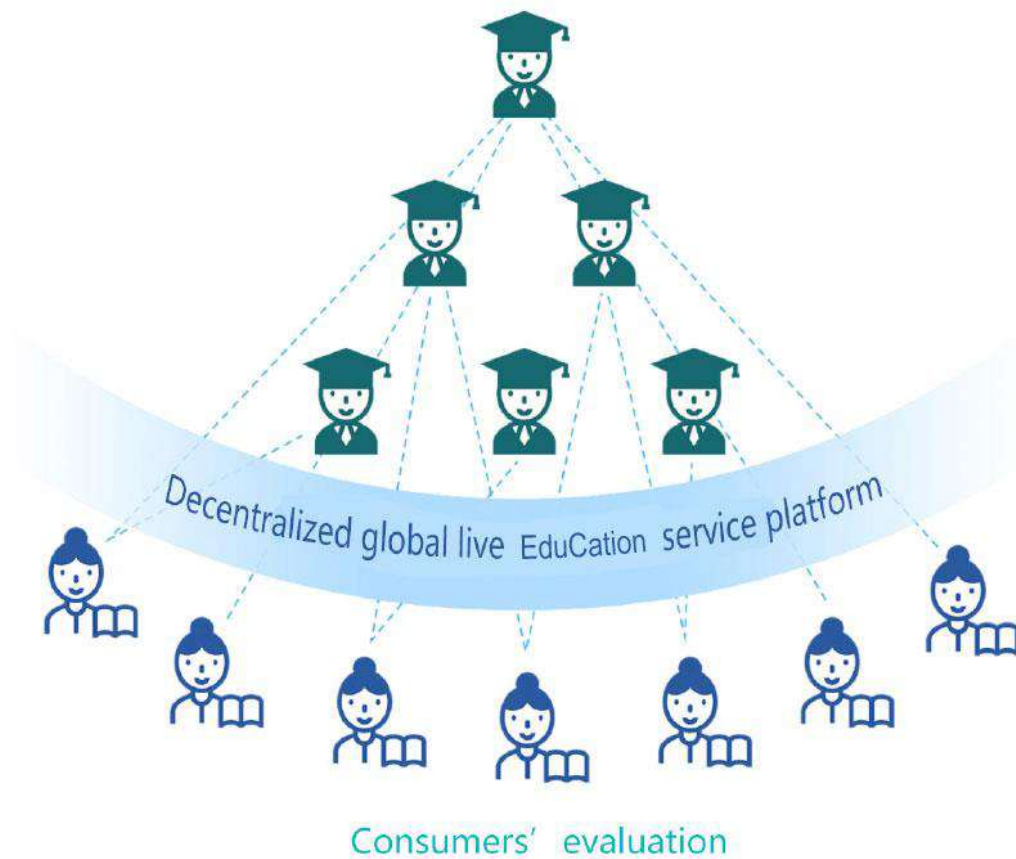 Decentralized global live EduCation service platform
Consumers' evaluation